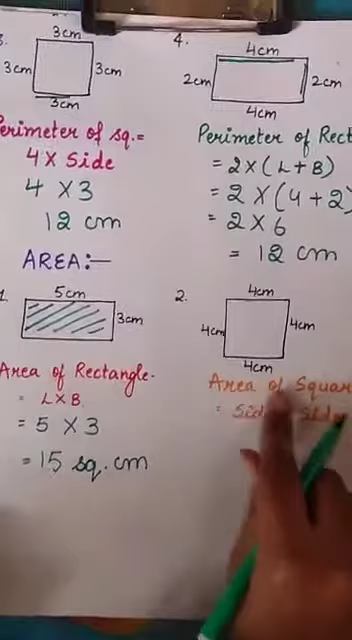 3.
3cm
3cm
3cm
3cm
Perimeter of sq.=
4 X Side
4 X 3
12 cm
4.
4cm
2cm
2cm
4cm
Perimeter of Rect
= 2 X (L + B)
= 2 X (4 + 2)
= 2 X 6
= 12 cm
AREA:-
1.
5cm
3cm
Area of Rectangle.
= L X B
= 5 X 3
= 15 sq. cm
2.
4cm
4cm
4cm
4cm
Area of Squar
= Side